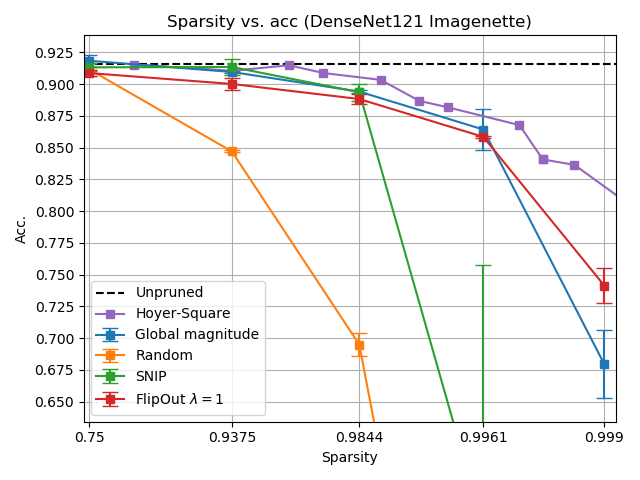 Sparsity vs. acc (DenseNet121 Imagenette)
0.925
0.900
0.875
0.850
0.825
0.800
0.775
0.750
0.725
0.700
0.675
0.650
Acc.
Unpruned
Hoyer-Square
Global magnitude
Random
SNIP
FlipOut λ = 1
0.75 0.9375 0.9844 0.9961 0.999
Sparsity